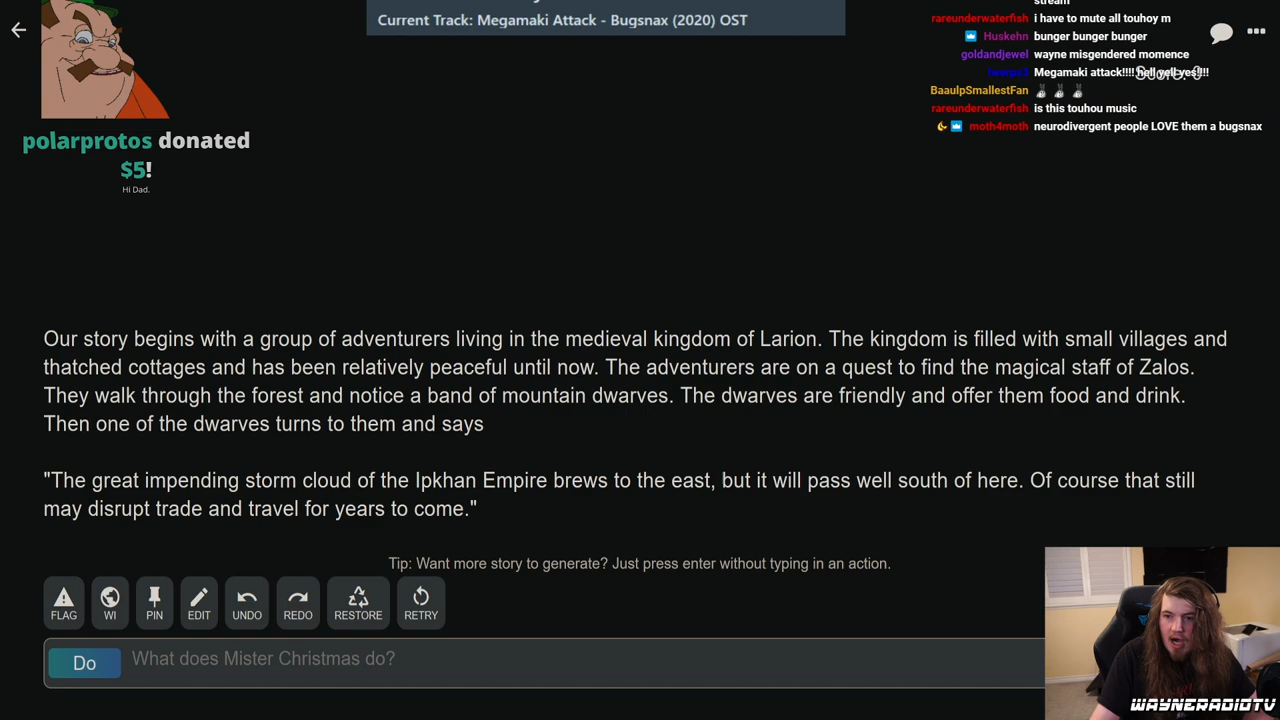 Current Track: Megamaki Attack - Bugsnax (2020) OST
stream
rareunderwaterfish i have to mute all touhoy m
Huskehn bunger bunger bunger
goldandjewel wayne misgendered momence
Megamaki attack!!!! hell yell yes!!!!
Score: 0
BaaulpSmallestFan
rareunderwaterfish is this touhou music
moth4moth neurodivergent people LOVE them a bugsnax
polarprotos donated
$5!
Hi Dad.
Our story begins with a group of adventurers living in the medieval kingdom of Larion. The kingdom is filled with small villages and
thatched cottages and has been relatively peaceful until now. The adventurers are on a quest to find the magical staff of Zalos.
They walk through the forest and notice a band of mountain dwarves. The dwarves are friendly and offer them food and drink.
Then one of the dwarves turns to them and says
"The great impending storm cloud of the Ipkhan Empire brews to the east, but it will pass well south of here. Of course that still
may disrupt trade and travel for years to come."
Tip: Want more story to generate? Just press enter without typing in an action.
FLAG WI PIN EDIT UNDO REDO RESTORE RETRY
Do What does Mister Christmas do?
WAYNERADIOTV